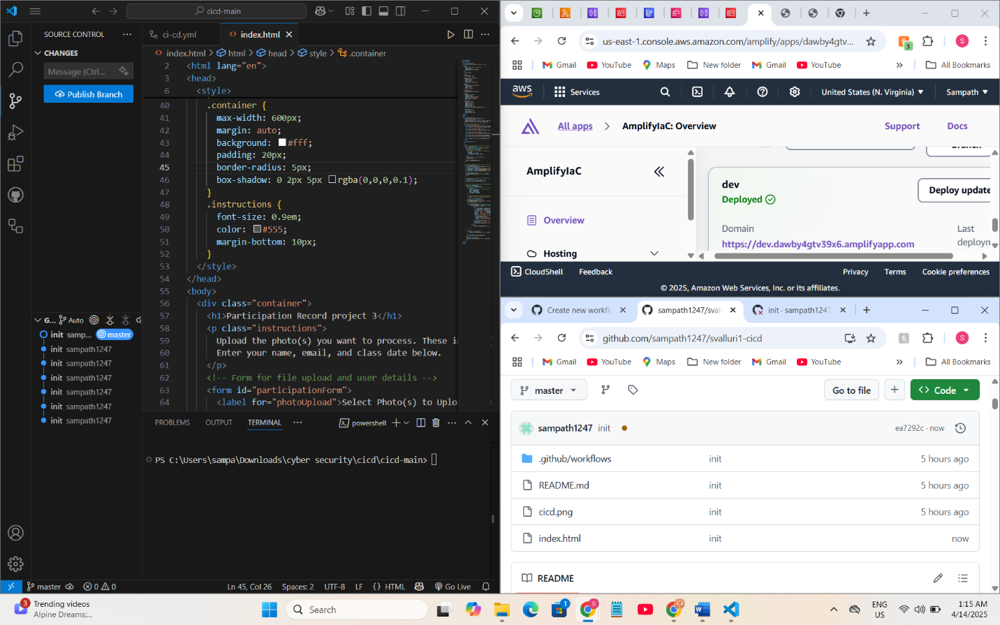 cicd-main
SOURCE CONTROL
CHANGES
Message (Ctrl...
Publish Branch
G...
Auto
init samp... master
init sampath1247
init sampath1247
init sampath1247
init sampath1247
init sampath1247
init sampath1247
ci-cd.yml
index.html
index.html > html > head > style > .container
2 <html lang="en">
3 <head>
6 <style>
40 .container {
41 max-width: 600px;
42 margin: auto;
43 background: #fff;
44 padding: 20px;
45 border-radius: 5px;
46 box-shadow: 0 2px 5px rgba(0,0,0,0.1);
47 }
48 .instructions {
49 font-size: 0.9em;
50 color: #555;
51 margin-bottom: 10px;
52 }
53 </style>
54 </head>
55 <body>
56 <div class="container">
57 <h1>Participation Record project 3</h1>
58 <p class="instructions">
59 Upload the photo(s) you want to process. These i
60 Enter your name, email, and class date below.
61 </p>
62 <!-- Form for file upload and user details -->
63 <form id="participationForm">
64 <label for="photoUpload">Select Photo(s) to Uplo
PROBLEMS OUTPUT TERMINAL ... powershell
PS C:\Users\sampa\Downloads\cyber security\cicd\cicd-main>
master 0 0 Ln 45, Col 26 Spaces: 2 UTF-8 LF {} HTML Go Live
us-east-1.console.aws.amazon.com/amplify/apps/dawby4gtv...
3
S
Gmail YouTube Maps New folder Gmail YouTube » All Bookmarks
aws Services United States (N. Virginia) Sampath
All apps > AmplifyIaC: Overview Support Docs
AmplifyIaC
Overview
Hosting
branch
dev
Deployed
Deploy update
Domain
https://dev.dawby4gtv39x6.amplifyapp.com
Last
deploym
CloudShell Feedback Privacy Terms Cookie preferences
© 2025, Amazon Web Services, Inc. or its affiliates.
Create new workfl
sampath1247/sval
init · sampath1247
github.com/sampath1247/svalluri1-cicd
S
Gmail YouTube Maps New folder Gmail YouTube » All Bookmarks
master Go to file Code
sampath1247 init ea7292c · now
.github/workflows init 5 hours ago
README.md init 5 hours ago
cicd.png init 5 hours ago
index.html init now
README
3
Trending videos
Alpine Dreams:...
Search
1
S
ENG
US
1:15 AM
4/14/2025